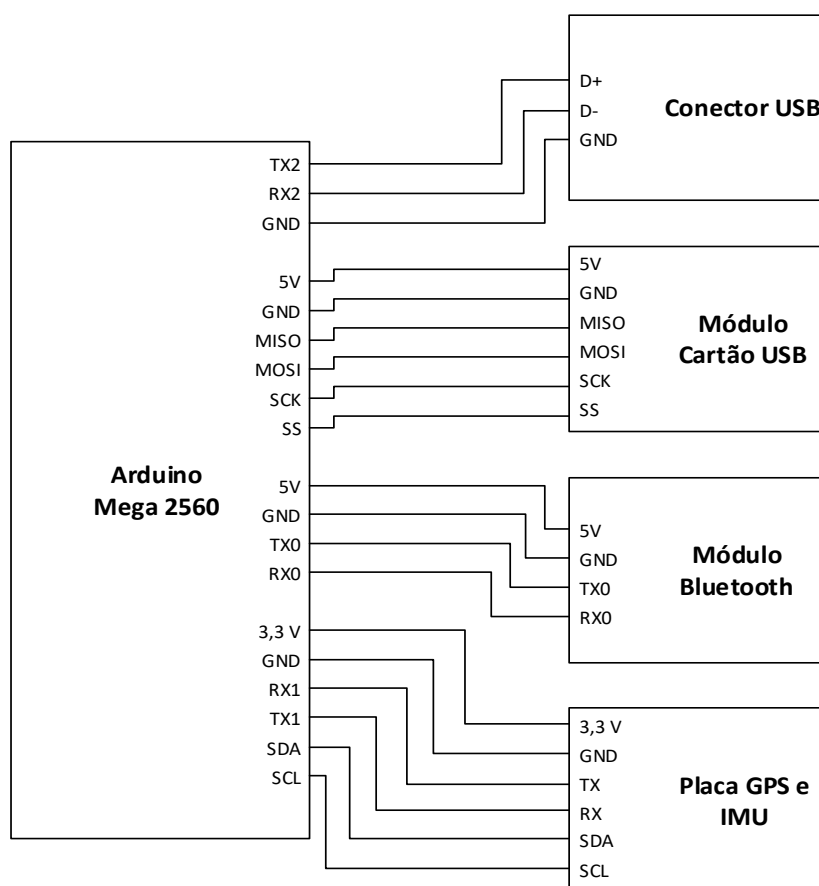 Arduino
Mega 2560
TX2
RX2
GND
5V
GND
MISO
MOSI
SCK
SS
5V
GND
TX0
RX0
3,3 V
GND
RX1
TX1
SDA
SCL
D+
D-
GND
Conector USB
5V
GND
MISO
MOSI
SCK
SS
Módulo
Cartão USB
5V
GND
TX0
RX0
Módulo
Bluetooth
3,3 V
GND
TX
RX
SDA
SCL
Placa GPS e
IMU